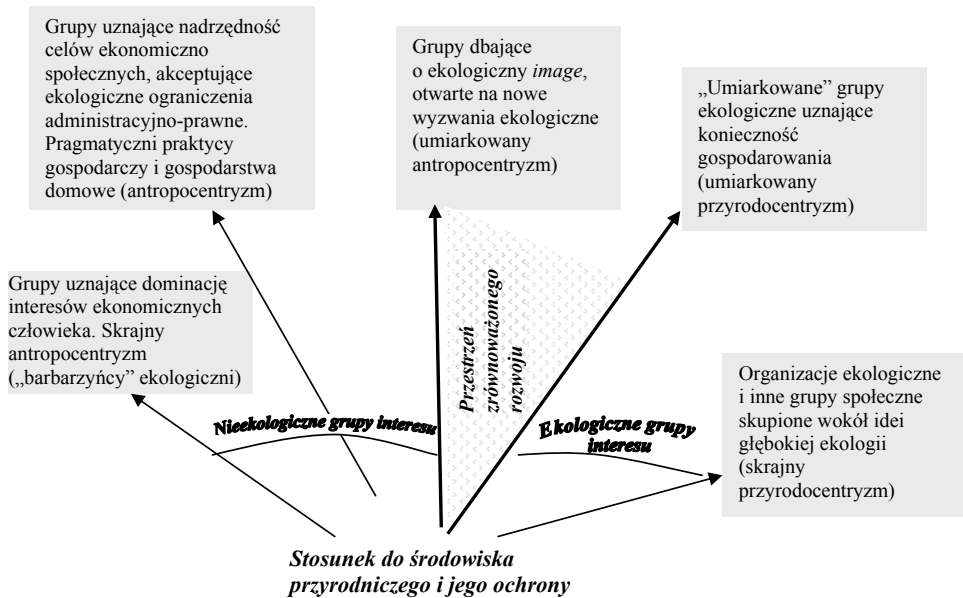 Grupy uznające nadrzędność
celów ekonomiczno
społecznych, akceptujące
ekologiczne ograniczenia
administracyjno-prawne.
Pragmatyczni praktycy
gospodarczy i gospodarstwa
domowe (antropocentryzm)
Grupy dbające
o ekologiczny image,
otwarte na nowe
wyzwania ekologiczne
(umiarkowany
antropocentryzm)
„Umiarkowane” grupy
ekologiczne uznające
konieczność
gospodarowania
(umiarkowany
przyrodocentryzm)
Grupy uznające dominację
interesów ekonomicznych
człowieka. Skrajny
antropocentryzm
(„barbarzyńcy” ekologiczni)
Przestrzeń
zrównoważonego
rozwoju
Organizacje ekologiczne
i inne grupy społeczne
skupione wokół idei
głębokiej ekologii
(skrajny
przyrodocentryzm)
Nieekologiczne grupy interesu
Ekologiczne grupy
interesu
Stosunek do środowiska
przyrodniczego i jego ochrony